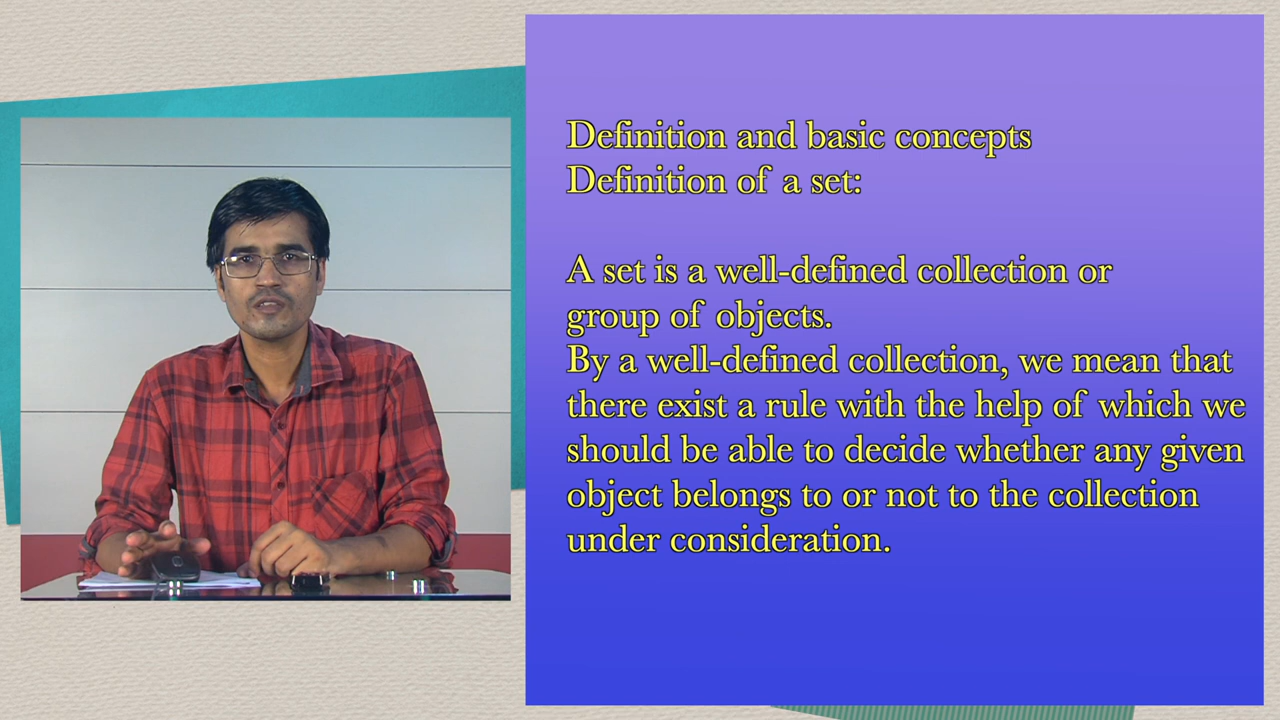 Definition and basic concepts
Definition of a set:
A set is a well-defined collection or
group of objects.
By a well-defined collection, we mean that
there exist a rule with the help of which we
should be able to decide whether any given
object belongs to or not to the collection
under consideration.